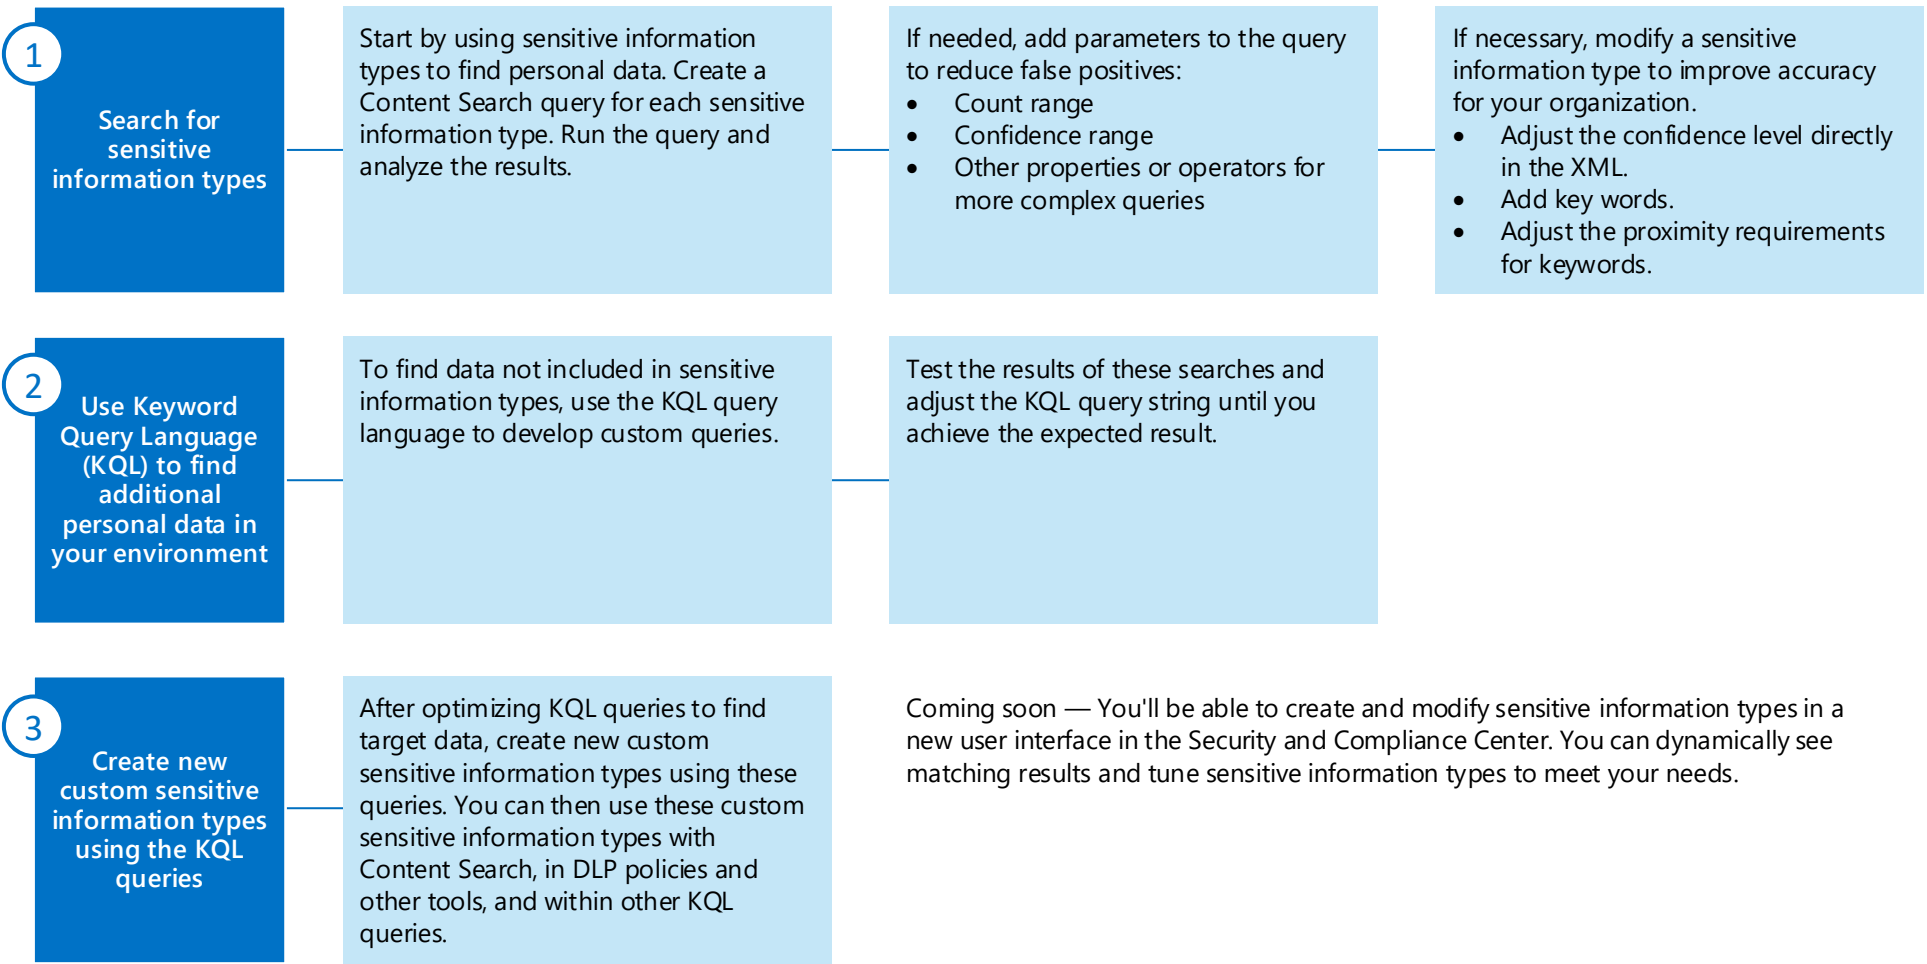 1
Search for
sensitive
information types
Start by using sensitive information
types to find personal data. Create a
Content Search query for each sensitive
information type. Run the query and
analyze the results.
If needed, add parameters to the query
to reduce false positives:
• Count range
• Confidence range
• Other properties or operators for
more complex queries
If necessary, modify a sensitive
information type to improve accuracy
for your organization.
• Adjust the confidence level directly
in the XML.
• Add key words.
• Adjust the proximity requirements
for keywords.
2
Use Keyword
Query Language
(KQL) to find
additional
personal data in
your environment
To find data not included in sensitive
information types, use the KQL query
language to develop custom queries.
Test the results of these searches and
adjust the KQL query string until you
achieve the expected result.
3
Create new
custom sensitive
information types
using the KQL
queries
After optimizing KQL queries to find
target data, create new custom
sensitive information types using these
queries. You can then use these custom
sensitive information types with
Content Search, in DLP policies and
other tools, and within other KQL
queries.
Coming soon — You'll be able to create and modify sensitive information types in a
new user interface in the Security and Compliance Center. You can dynamically see
matching results and tune sensitive information types to meet your needs.